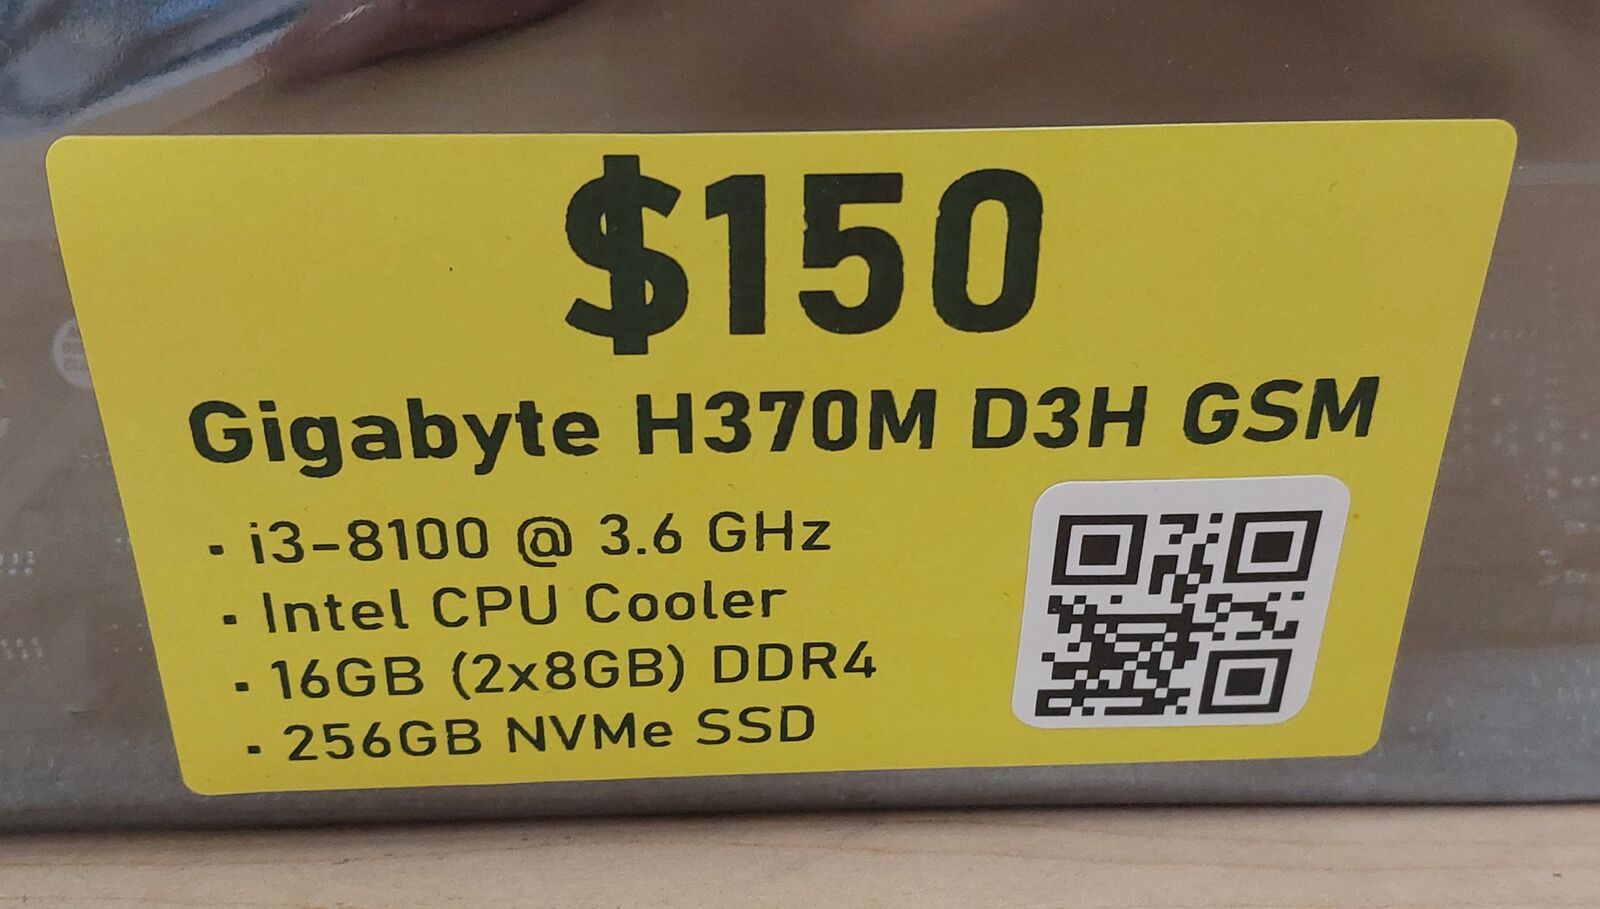 $150
Gigabyte H370M D3H GSM
· i3-8100 @ 3.6 GHz
· Intel CPU Cooler
· 16GB (2x8GB) DDR4
· 256GB NVMe SSD